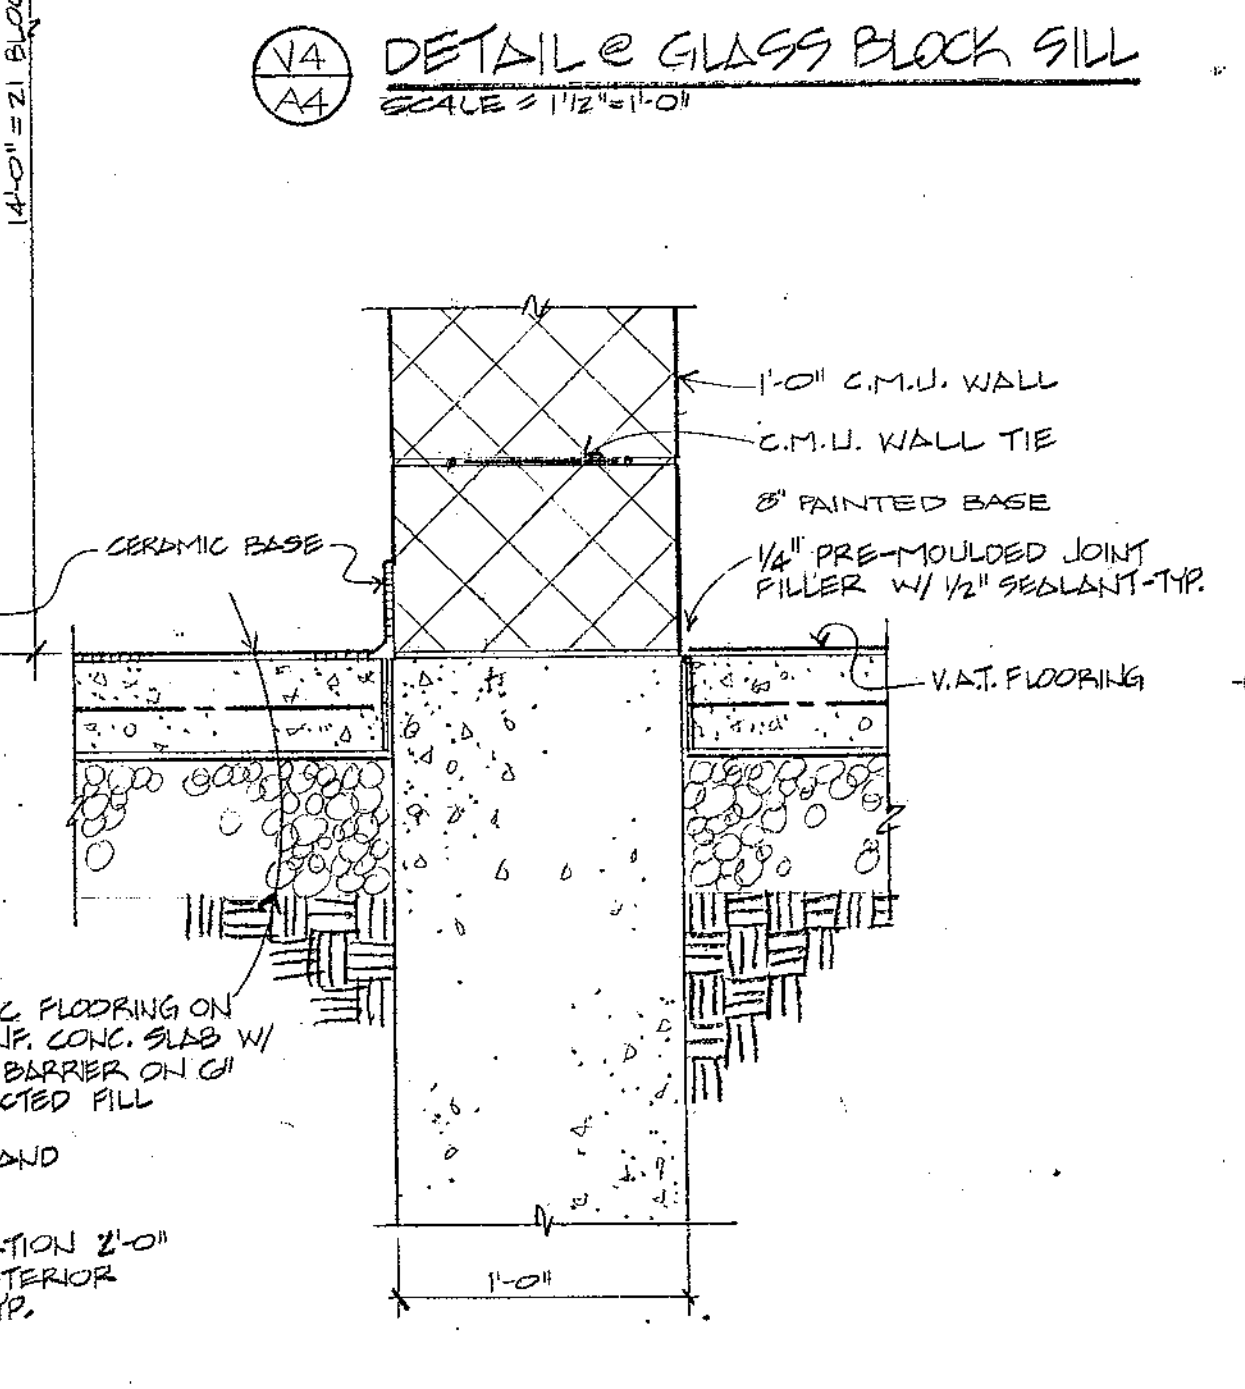 V4
A4
DETAIL @ GLASS BLOCK SILL
SCALE = 1 1/2"=1'-0"
14'-0" = 21 BLOC
1'-0" C.M.U. WALL
C.M.U. WALL TIE
8" PAINTED BASE
1/4" PRE-MOULDED JOINT
FILLER W/ 1/2" SEALANT-TYP.
CERAMIC BASE
V.A.T. FLOORING
C FLOORING ON
NF. CONC. SLAB W/
BARRIER ON 6"
CTED FILL
AND
TION 2'-0"
TERIOR
YP.
1'-0"